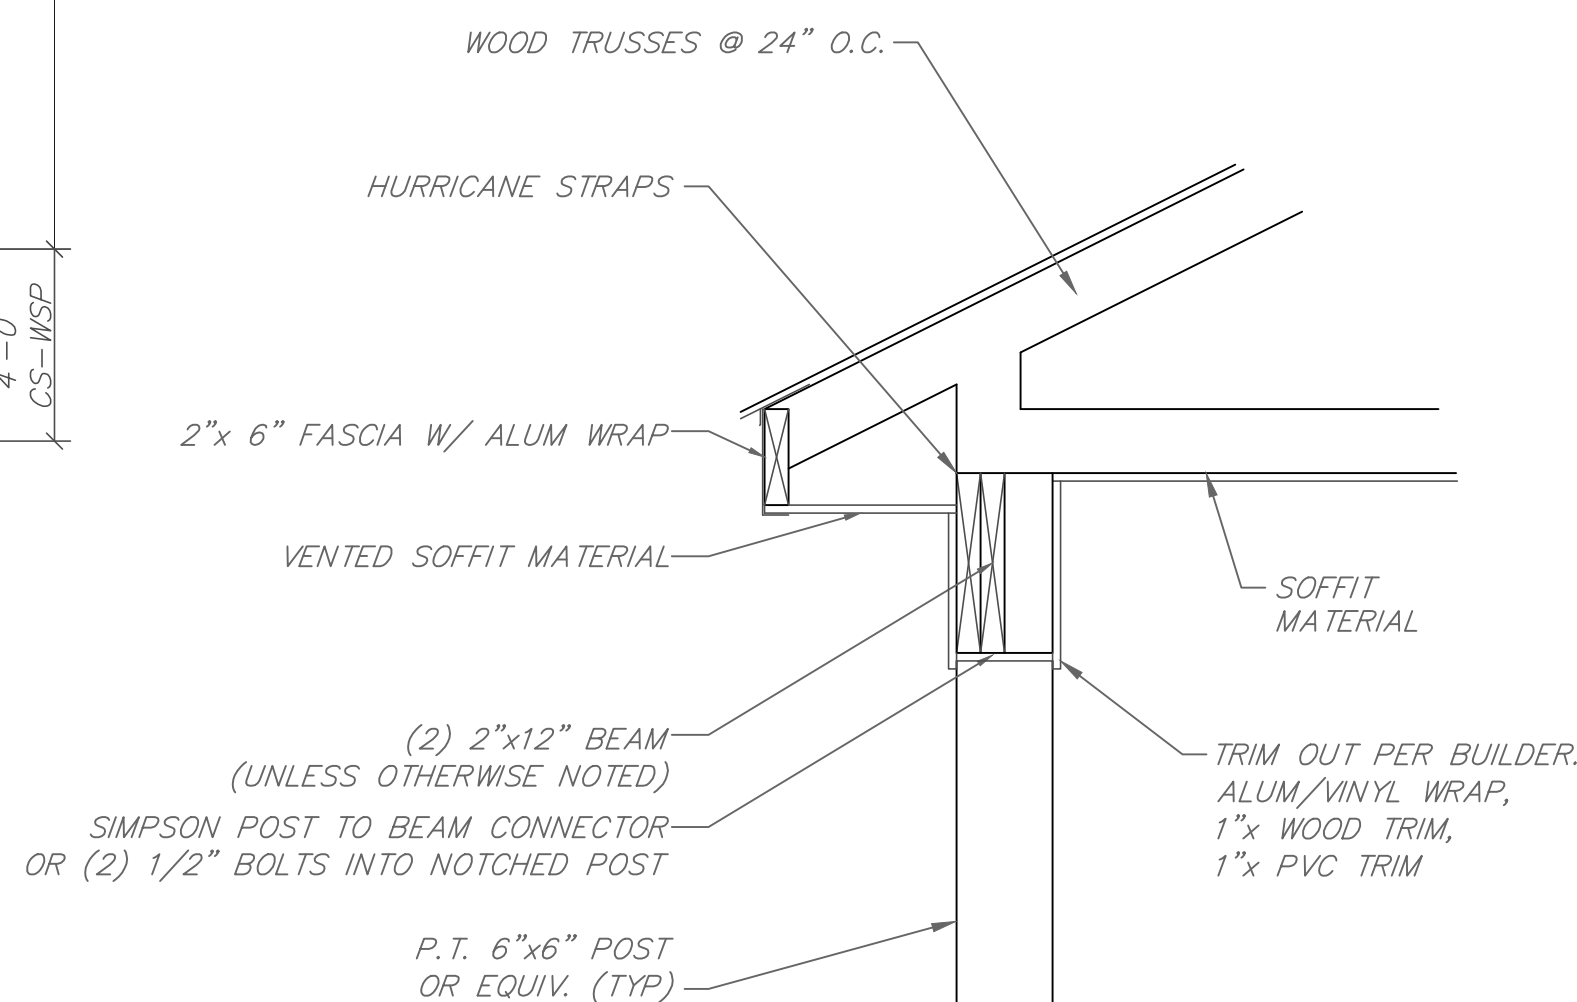 WOOD TRUSSES @ 24" O.C.
HURRICANE STRAPS
4-0
CS-WSP
2"x 6" FASCIA W/ ALUM WRAP
VENTED SOFFIT MATERIAL
SOFFIT
MATERIAL
(2) 2"x12" BEAM
(UNLESS OTHERWISE NOTED)
SIMPSON POST TO BEAM CONNECTOR
OR (2) 1/2" BOLTS INTO NOTCHED POST
TRIM OUT PER BUILDER.
ALUM/VINYL WRAP,
1"x WOOD TRIM,
1"x PVC TRIM
P.T. 6"x6" POST
OR EQUIV. (TYP)